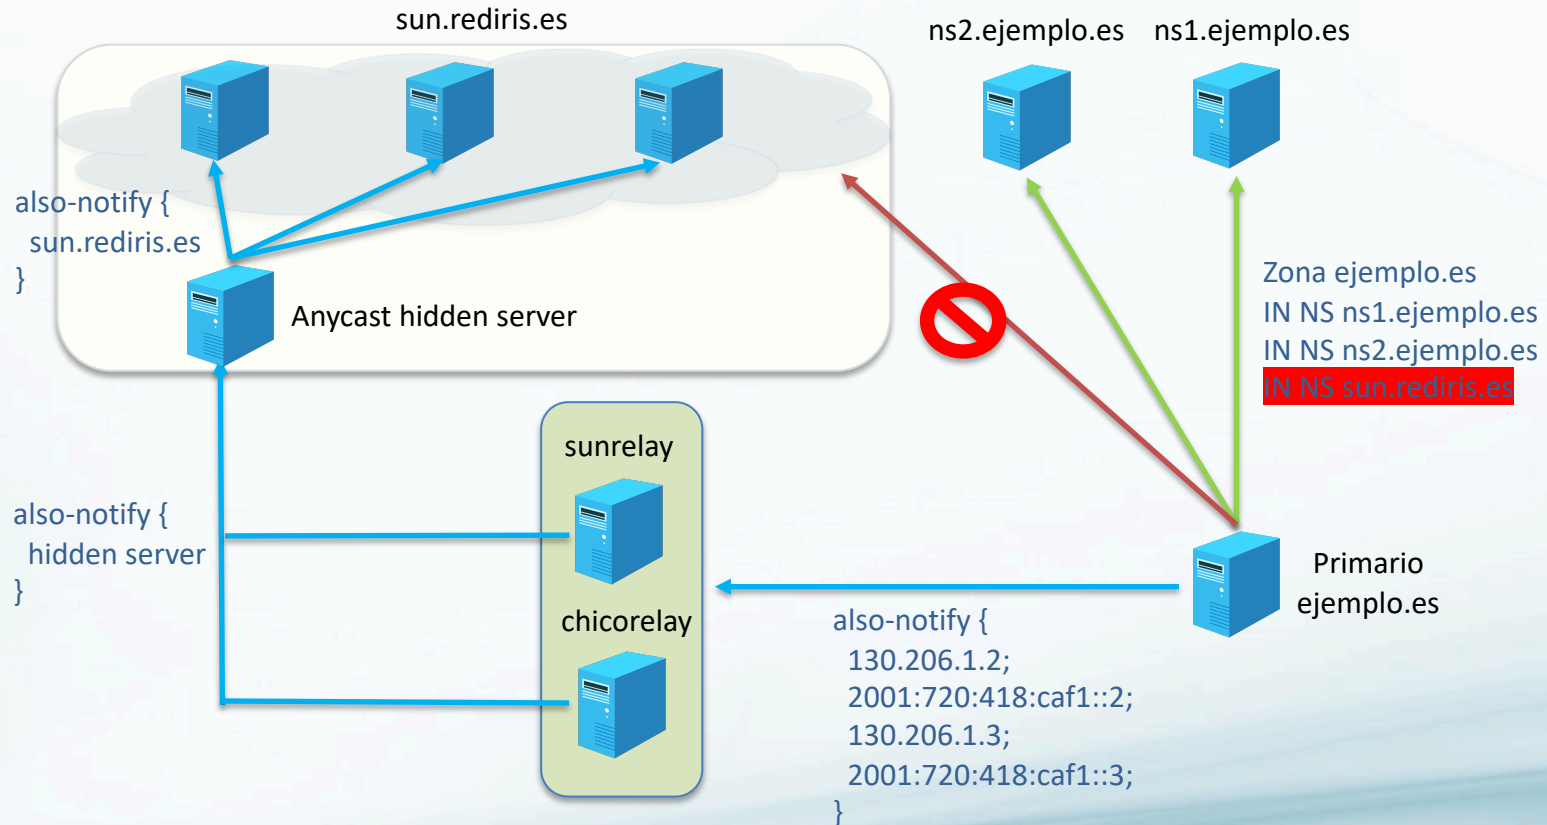 sun.rediris.es
ns2.ejemplo.es
ns1.ejemplo.es
also-notify {
sun.rediris.es
}
Anycast hidden server
Zona ejemplo.es
IN NS ns1.ejemplo.es
IN NS ns2.ejemplo.es
IN NS sun.rediris.es
sunrelay
also-notify {
hidden server
}
chicorelay
Primario
ejemplo.es
also-notify {
130.206.1.2;
2001:720:418:caf1::2;
130.206.1.3;
2001:720:418:caf1::3;
}